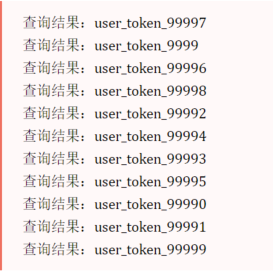 查询结果：user_token_99997
查询结果：user_token_9999
查询结果：user_token_99996
查询结果：user_token_99998
查询结果：user_token_99992
查询结果：user_token_99994
查询结果：user_token_99993
查询结果：user_token_99995
查询结果：user_token_99990
查询结果：user_token_99991
查询结果：user_token_99999